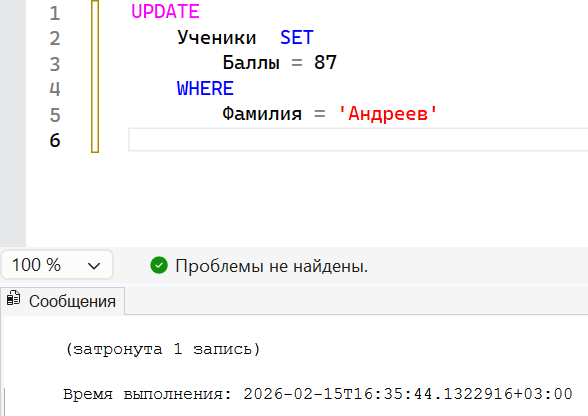 1 UPDATE
2 Ученики SET
3 Баллы = 87
4 WHERE
5 Фамилия = 'Андреев'
6
100 % Проблемы не найдены.
Сообщения
(затронута 1 запись)
Время выполнения: 2026-02-15T16:35:44.1322916+03:00